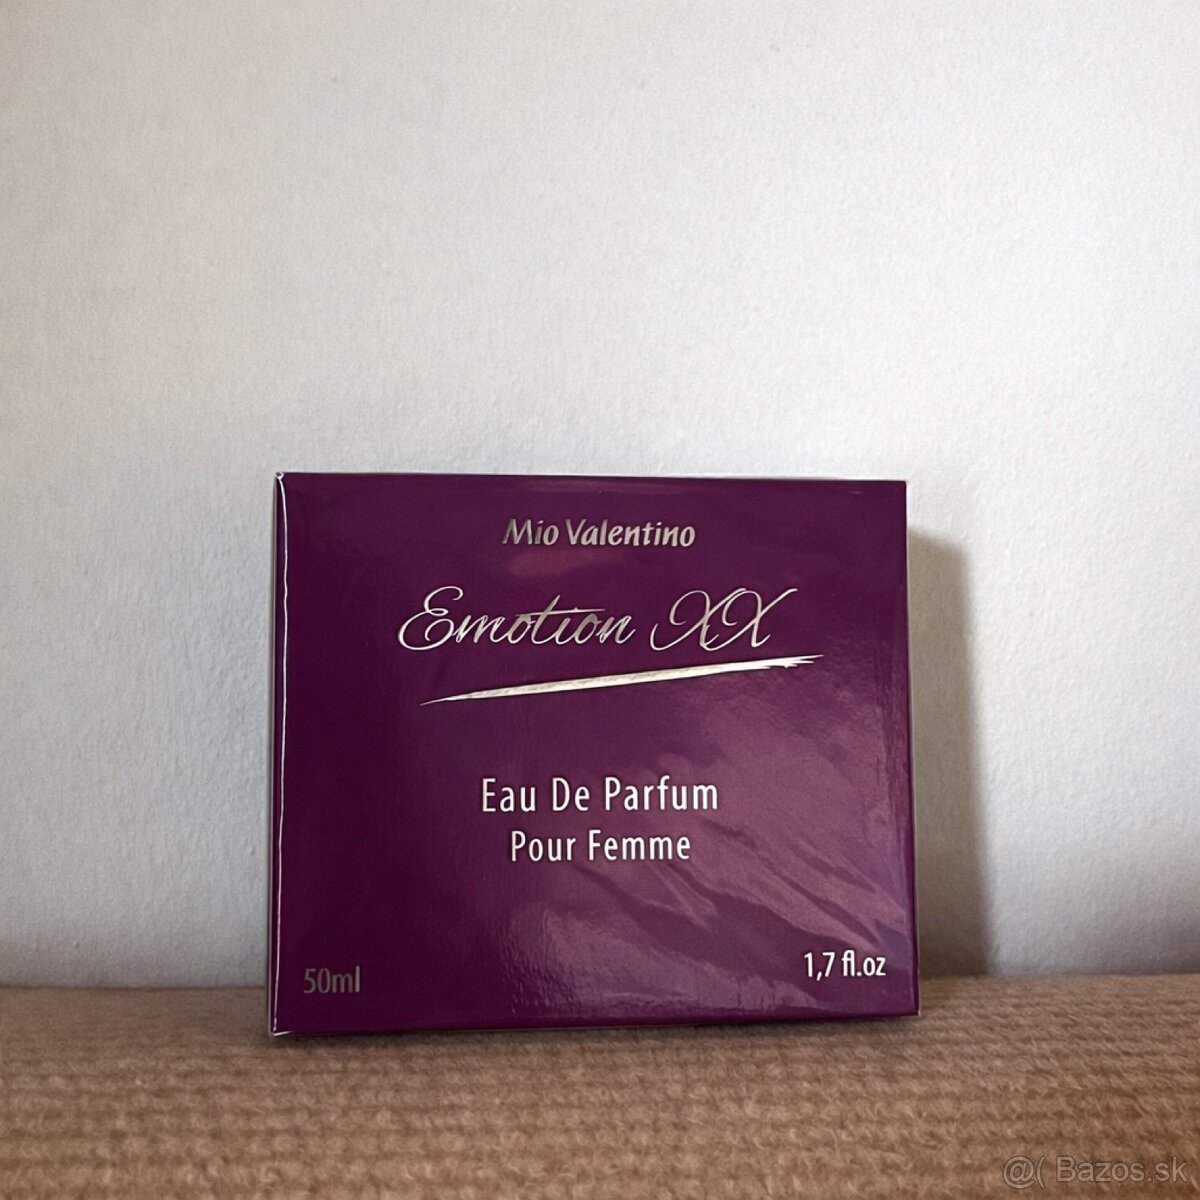 Mio Valentino
Emotion XX
Eau De Parfum
Pour Femme
50ml
1,7 fl.oz
@( Bazos.sk